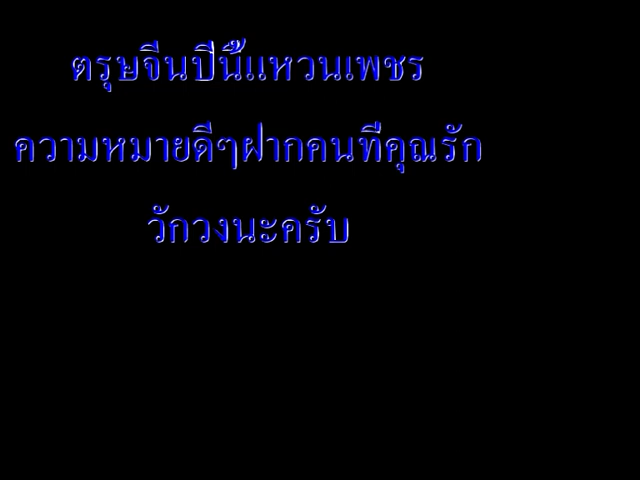 ตรุษจีนปีนี้แหวนเพชร
ความหมายดีๆฝากคนทีคุณรัก
วักวงนะครับ